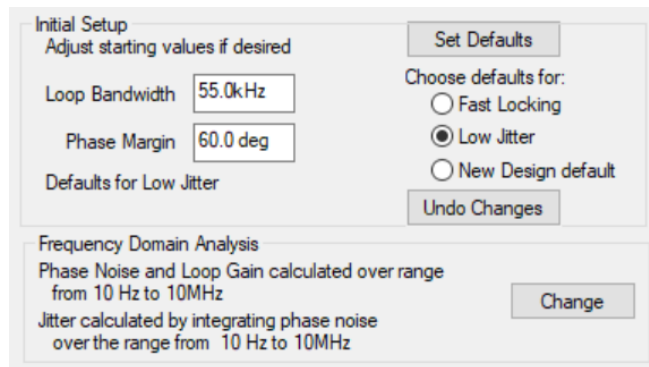 Initial Setup
Adjust starting values if desired
Set Defaults
Loop Bandwidth 55.0kHz
Phase Margin 60.0 deg
Defaults for Low Jitter
Choose defaults for:
Fast Locking
Low Jitter
New Design default
Undo Changes
Frequency Domain Analysis
Phase Noise and Loop Gain calculated over range
from 10 Hz to 10MHz
Jitter calculated by integrating phase noise
over the range from 10 Hz to 10MHz
Change